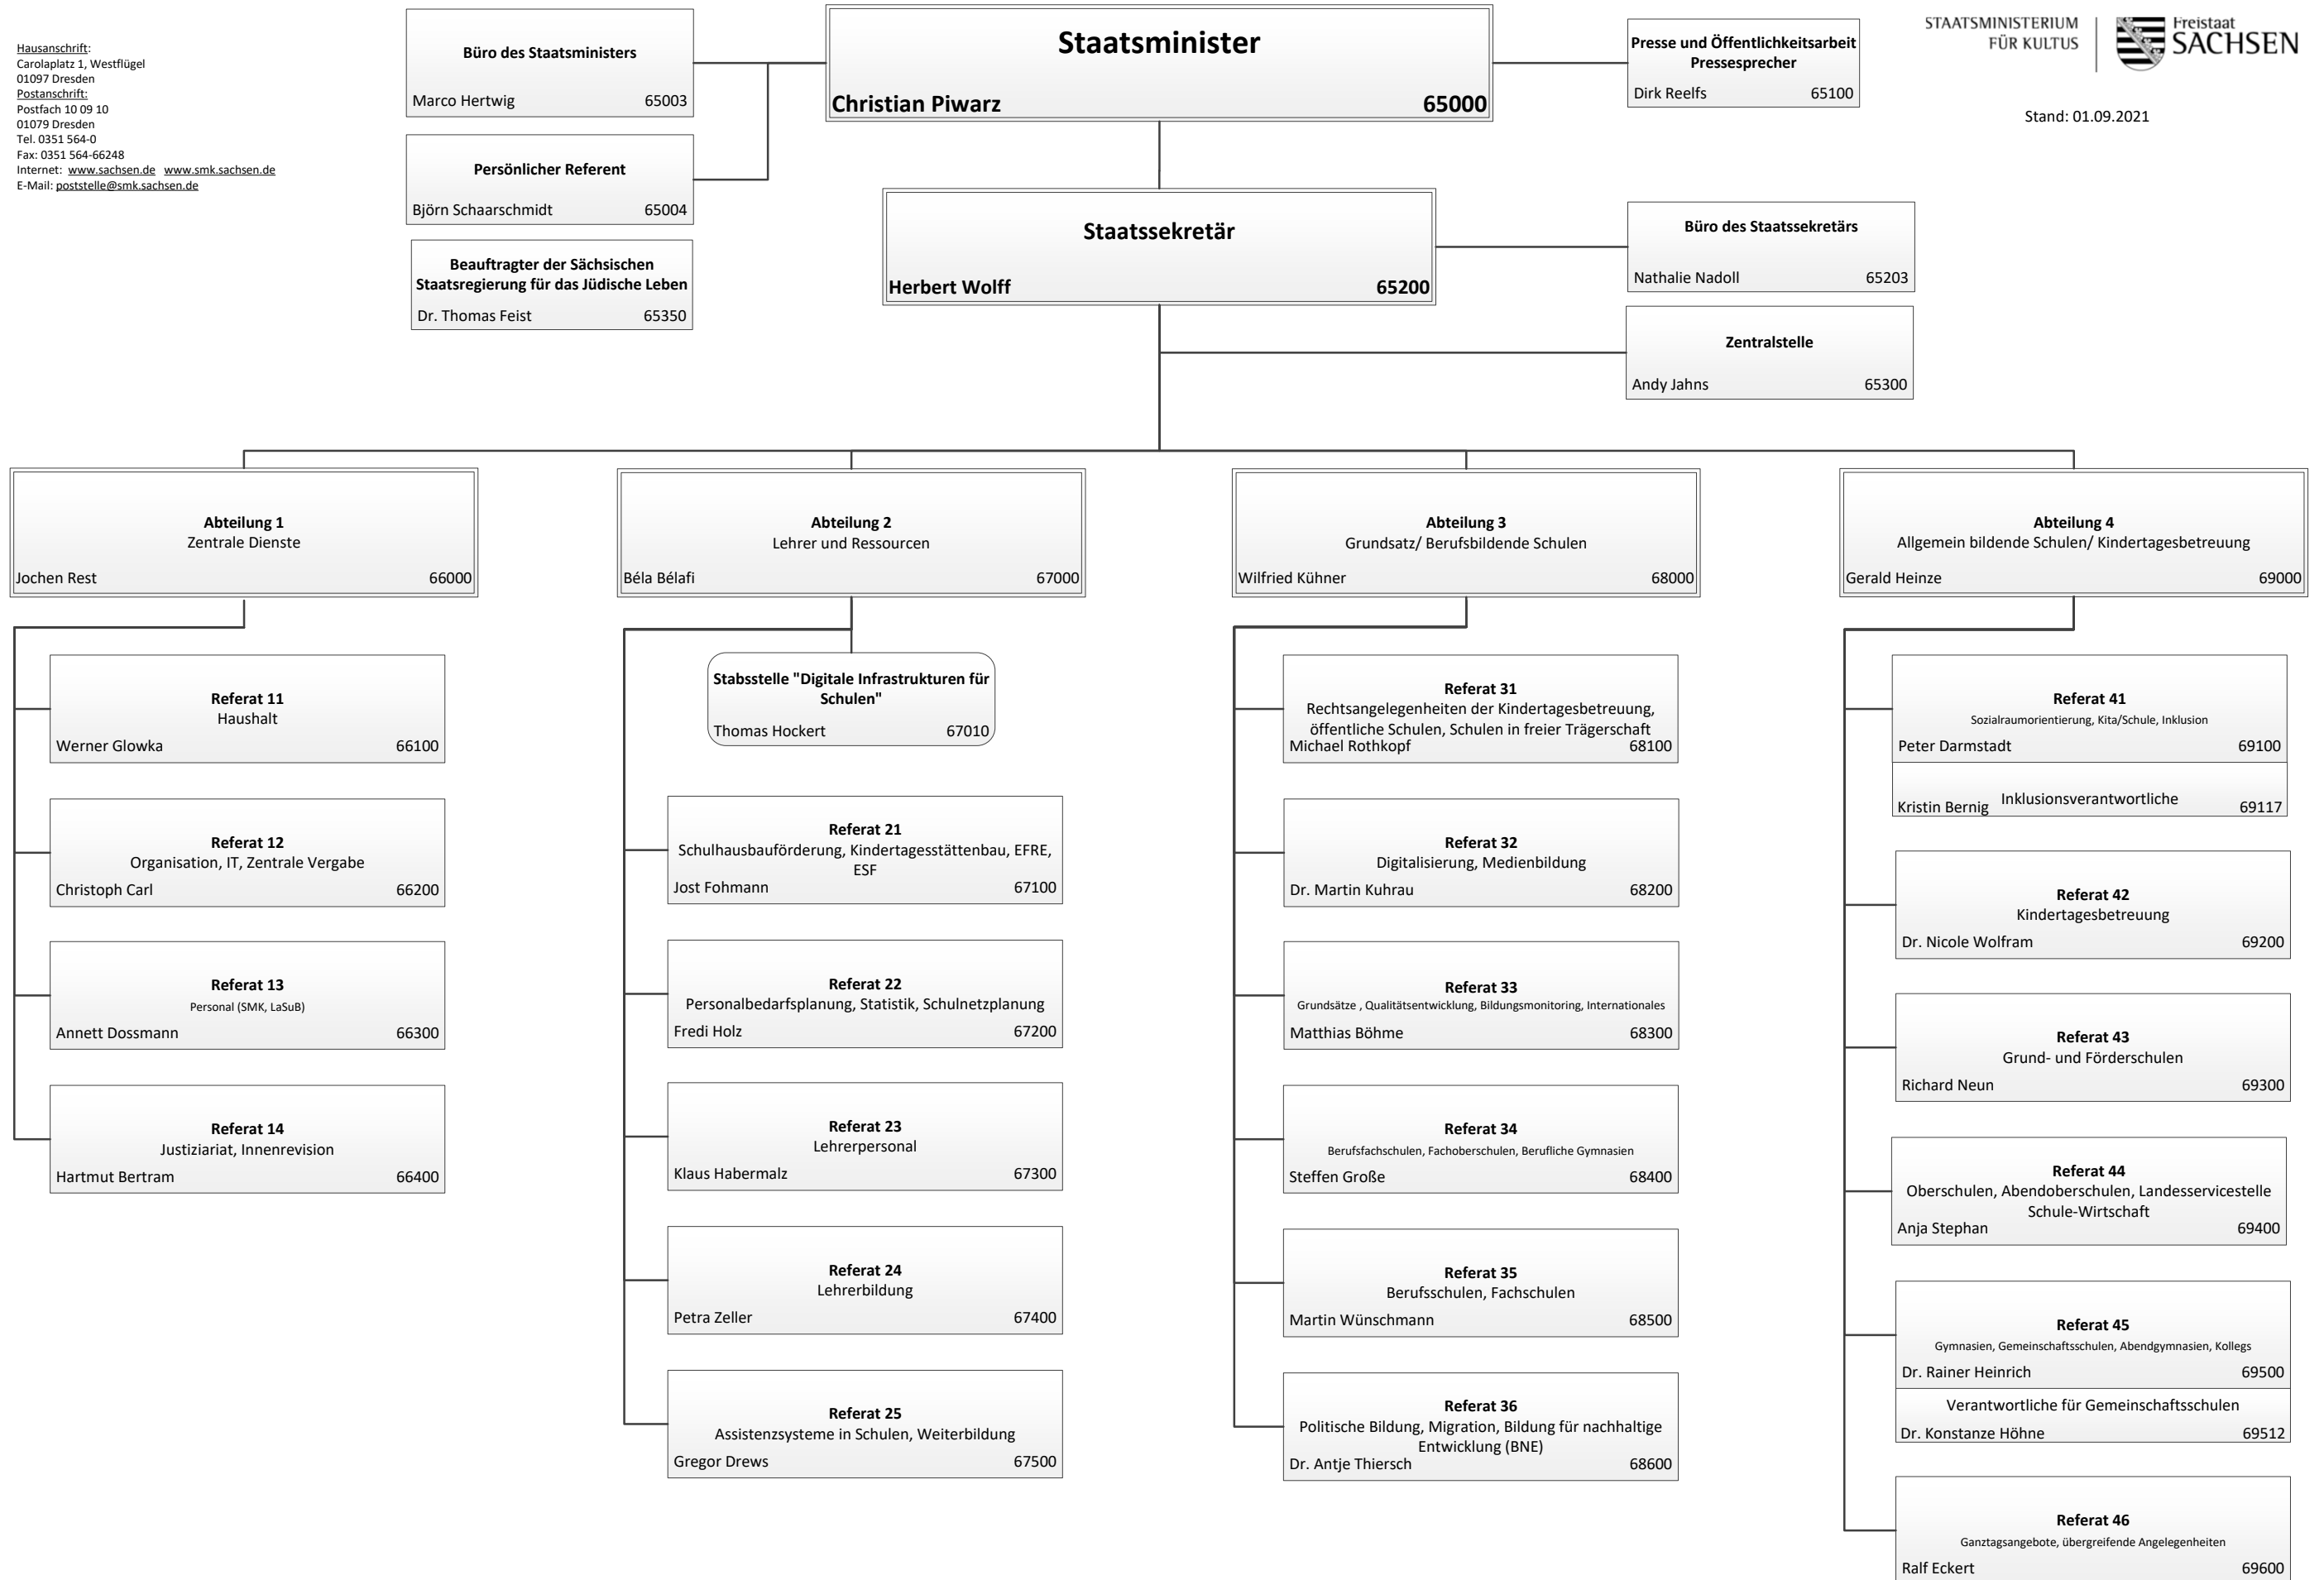 Hausanschrift:
Carolaplatz 1, Westflügel
01097 Dresden
Postanschrift:
Postfach 10 09 10
01079 Dresden
Tel. 0351 564-0
Fax: 0351 564-66248
Internet: www.sachsen.de www.smk.sachsen.de
E-Mail: poststelle@smk.sachsen.de
Büro des Staatsministers
Marco Hertwig 65003
Persönlicher Referent
Björn Schaarschmidt 65004
Beauftragter der Sächsischen
Staatsregierung für das Jüdische Leben
Dr. Thomas Feist 65350
Staatsminister
Christian Piwarz 65000
Staatssekretär
Herbert Wolff 65200
Presse und Öffentlichkeitsarbeit
Pressesprecher
Dirk Reelfs 65100
Büro des Staatssekretärs
Nathalie Nadoll 65203
Zentralstelle
Andy Jahns 65300
STAATSMINISTERIUM
FÜR KULTUS
Freistaat
SACHSEN
Stand: 01.09.2021
Abteilung 1
Zentrale Dienste
Jochen Rest 66000
Referat 11
Haushalt
Werner Glowka 66100
Referat 12
Organisation, IT, Zentrale Vergabe
Christoph Carl 66200
Referat 13
Personal (SMK, LaSuB)
Annett Dossmann 66300
Referat 14
Justiziariat, Innenrevision
Hartmut Bertram 66400
Abteilung 2
Lehrer und Ressourcen
Béla Bélafi 67000
Stabsstelle "Digitale Infrastrukturen für
Schulen"
Thomas Hockert 67010
Referat 21
Schulhausbauförderung, Kindertagesstättenbau, EFRE,
ESF
Jost Fohmann 67100
Referat 22
Personalbedarfsplanung, Statistik, Schulnetzplanung
Fredi Holz 67200
Referat 23
Lehrerpersonal
Klaus Habermalz 67300
Referat 24
Lehrerbildung
Petra Zeller 67400
Referat 25
Assistenzsysteme in Schulen, Weiterbildung
Gregor Drews 67500
Abteilung 3
Grundsatz/ Berufsbildende Schulen
Wilfried Kühner 68000
Referat 31
Rechtsangelegenheiten der Kindertagesbetreuung,
öffentliche Schulen, Schulen in freier Trägerschaft
Michael Rothkopf 68100
Referat 32
Digitalisierung, Medienbildung
Dr. Martin Kuhrau 68200
Referat 33
Grundsätze , Qualitätsentwicklung, Bildungsmonitoring, Internationales
Matthias Böhme 68300
Referat 34
Berufsfachschulen, Fachoberschulen, Berufliche Gymnasien
Steffen Große 68400
Referat 35
Berufsschulen, Fachschulen
Martin Wünschmann 68500
Referat 36
Politische Bildung, Migration, Bildung für nachhaltige
Entwicklung (BNE)
Dr. Antje Thiersch 68600
Abteilung 4
Allgemein bildende Schulen/ Kindertagesbetreuung
Gerald Heinze 69000
Referat 41
Sozialraumorientierung, Kita/Schule, Inklusion
Peter Darmstadt 69100
Inklusionsverantwortliche
Kristin Bernig 69117
Referat 42
Kindertagesbetreuung
Dr. Nicole Wolfram 69200
Referat 43
Grund- und Förderschulen
Richard Neun 69300
Referat 44
Oberschulen, Abendoberschulen, Landesservicestelle
Schule-Wirtschaft
Anja Stephan 69400
Referat 45
Gymnasien, Gemeinschaftsschulen, Abendgymnasien, Kollegs
Dr. Rainer Heinrich 69500
Verantwortliche für Gemeinschaftsschulen
Dr. Konstanze Höhne 69512
Referat 46
Ganztagsangebote, übergreifende Angelegenheiten
Ralf Eckert 69600